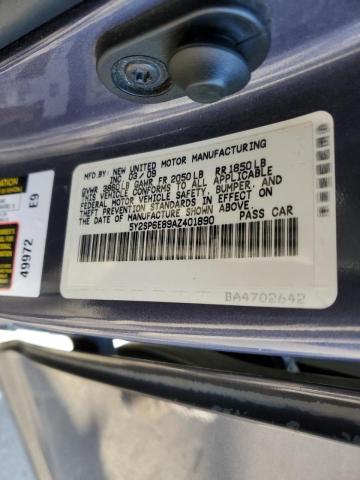 MFD. BY: NEW UNITED MOTOR MANUFACTURING
INC. 03/09
GVWR 3885LB GAWR FR 2050LB RR 1850LB
THIS VEHICLE CONFORMS TO ALL APPLICABLE
FEDERAL MOTOR VEHICLE SAFETY, BUMPER, AND
THEFT PREVENTION STANDARDS IN EFFECT ON
THE DATE OF MANUFACTURE SHOWN ABOVE.
5Y2SP6E89AZ401890 PASS CAR
BA4702642
49972 E9